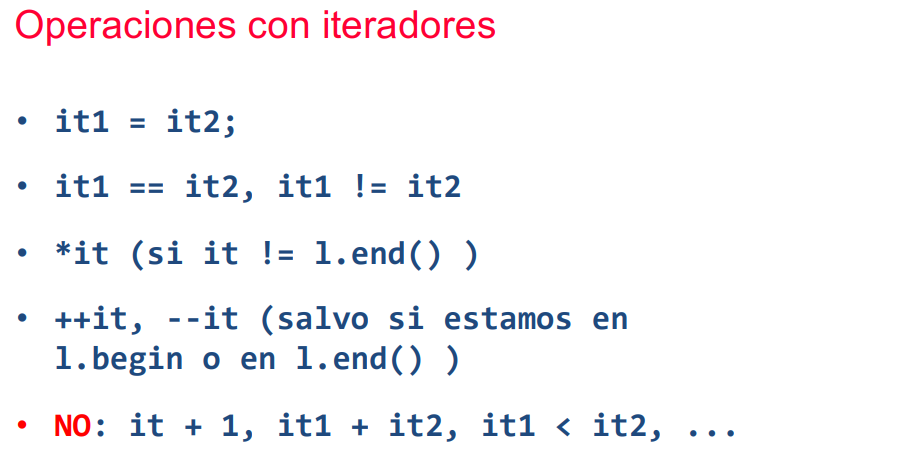 Operaciones con iteradores
• it1 = it2;
• it1 == it2, it1 != it2
• *it (si it != l.end() )
• ++it, --it (salvo si estamos en
l.begin o en l.end() )
• NO: it + 1, it1 + it2, it1 < it2, ...